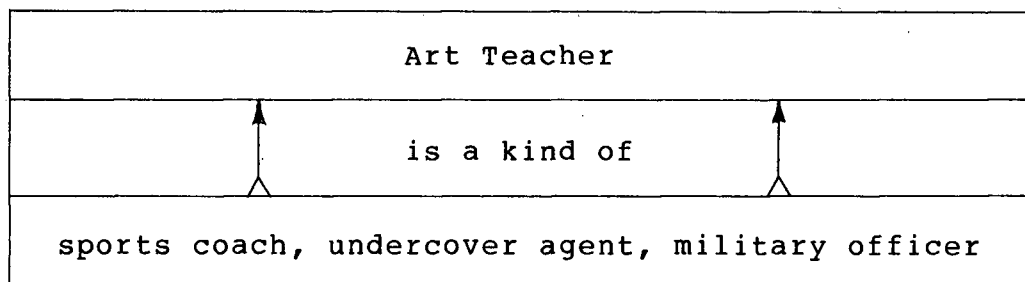 Art Teacher
is a kind of
sports coach, undercover agent, military officer